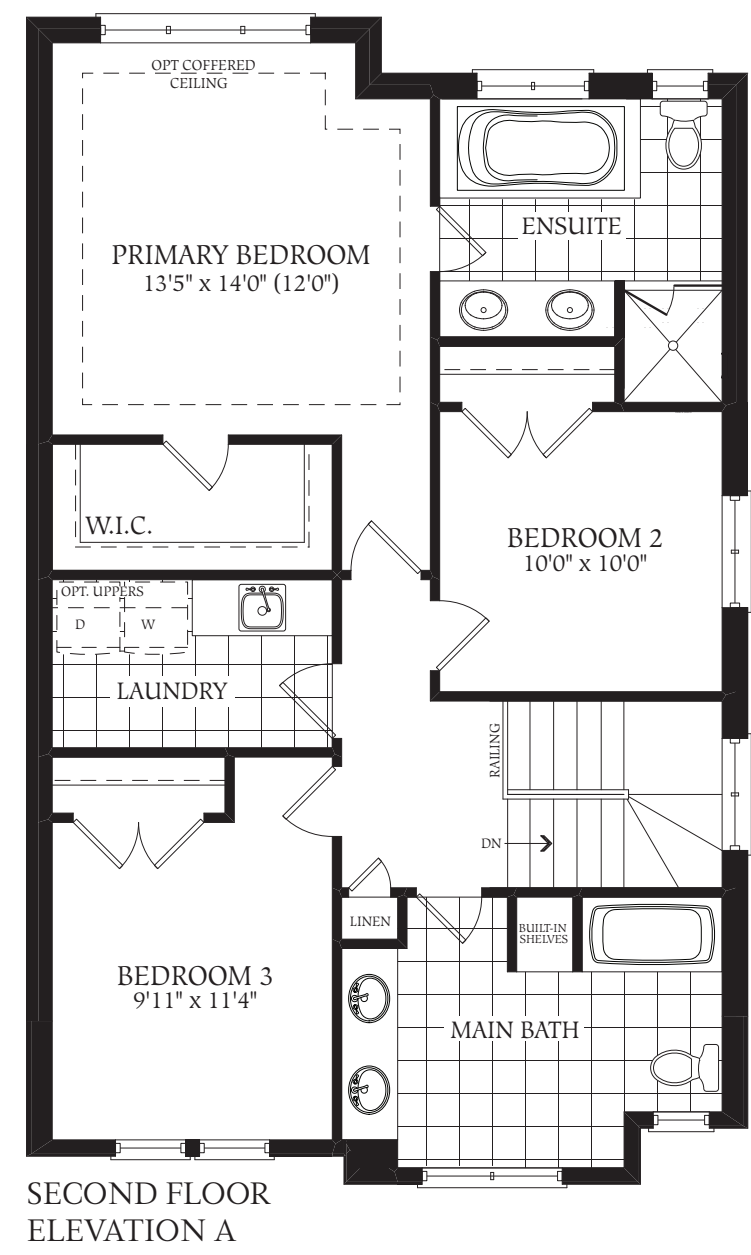 OPT COFFERED
CEILING
PRIMARY BEDROOM
13'5" x 14'0" (12'0")
ENSUITE
W.I.C.
BEDROOM 2
10'0" x 10'0"
OPT. UPPERS
D
W
LAUNDRY
RAILING
DN
LINEN
BUILT-IN
SHELVES
BEDROOM 3
9'11" x 11'4"
MAIN BATH
SECOND FLOOR
ELEVATION A